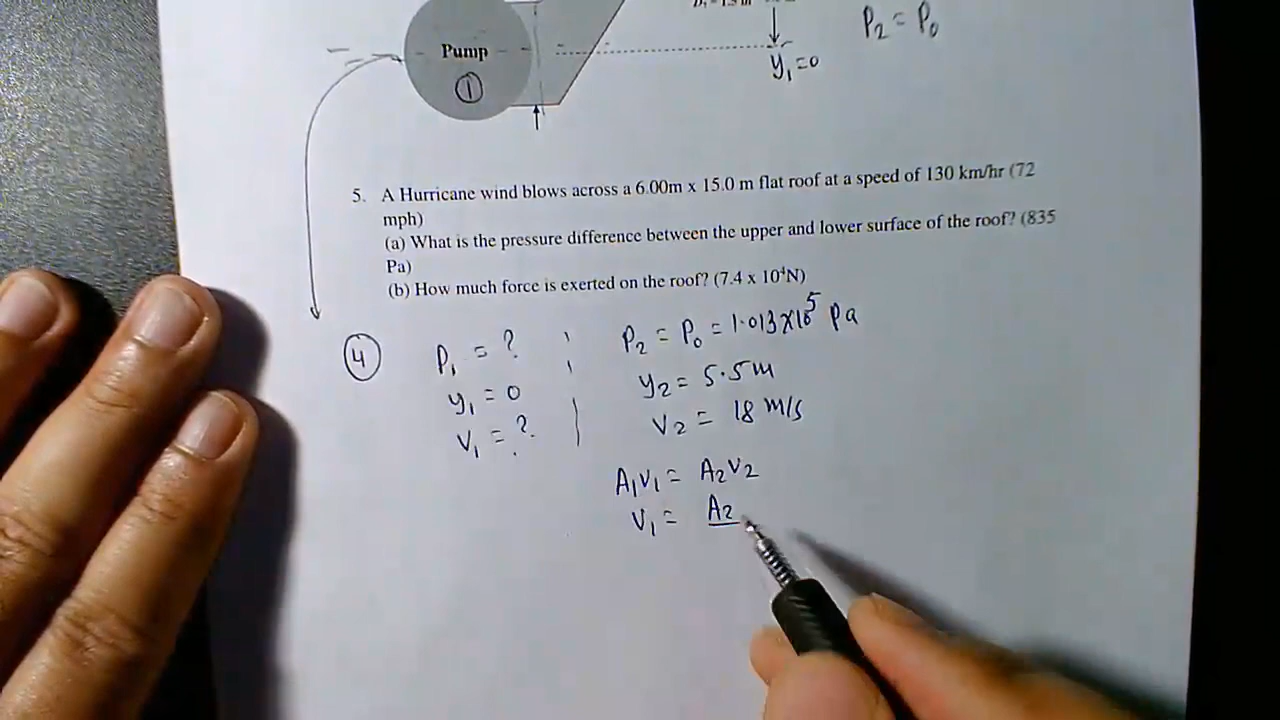 P₂ = P₀
Pump
①
y₁ = 0
5. A Hurricane wind blows across a 6.00m x 15.0 m flat roof at a speed of 130 km/hr (72
mph)
(a) What is the pressure difference between the upper and lower surface of the roof? (835
Pa)
(b) How much force is exerted on the roof? (7.4 x 10⁴N)
④ P₁ = ? P₂ = P₀ = 1.013X10⁵ Pa
y₁ = 0 y₂ = 5.5m
V₁ = ? V₂ = 18 m/s
A₁V₁ = A₂V₂
V₁ = A₂